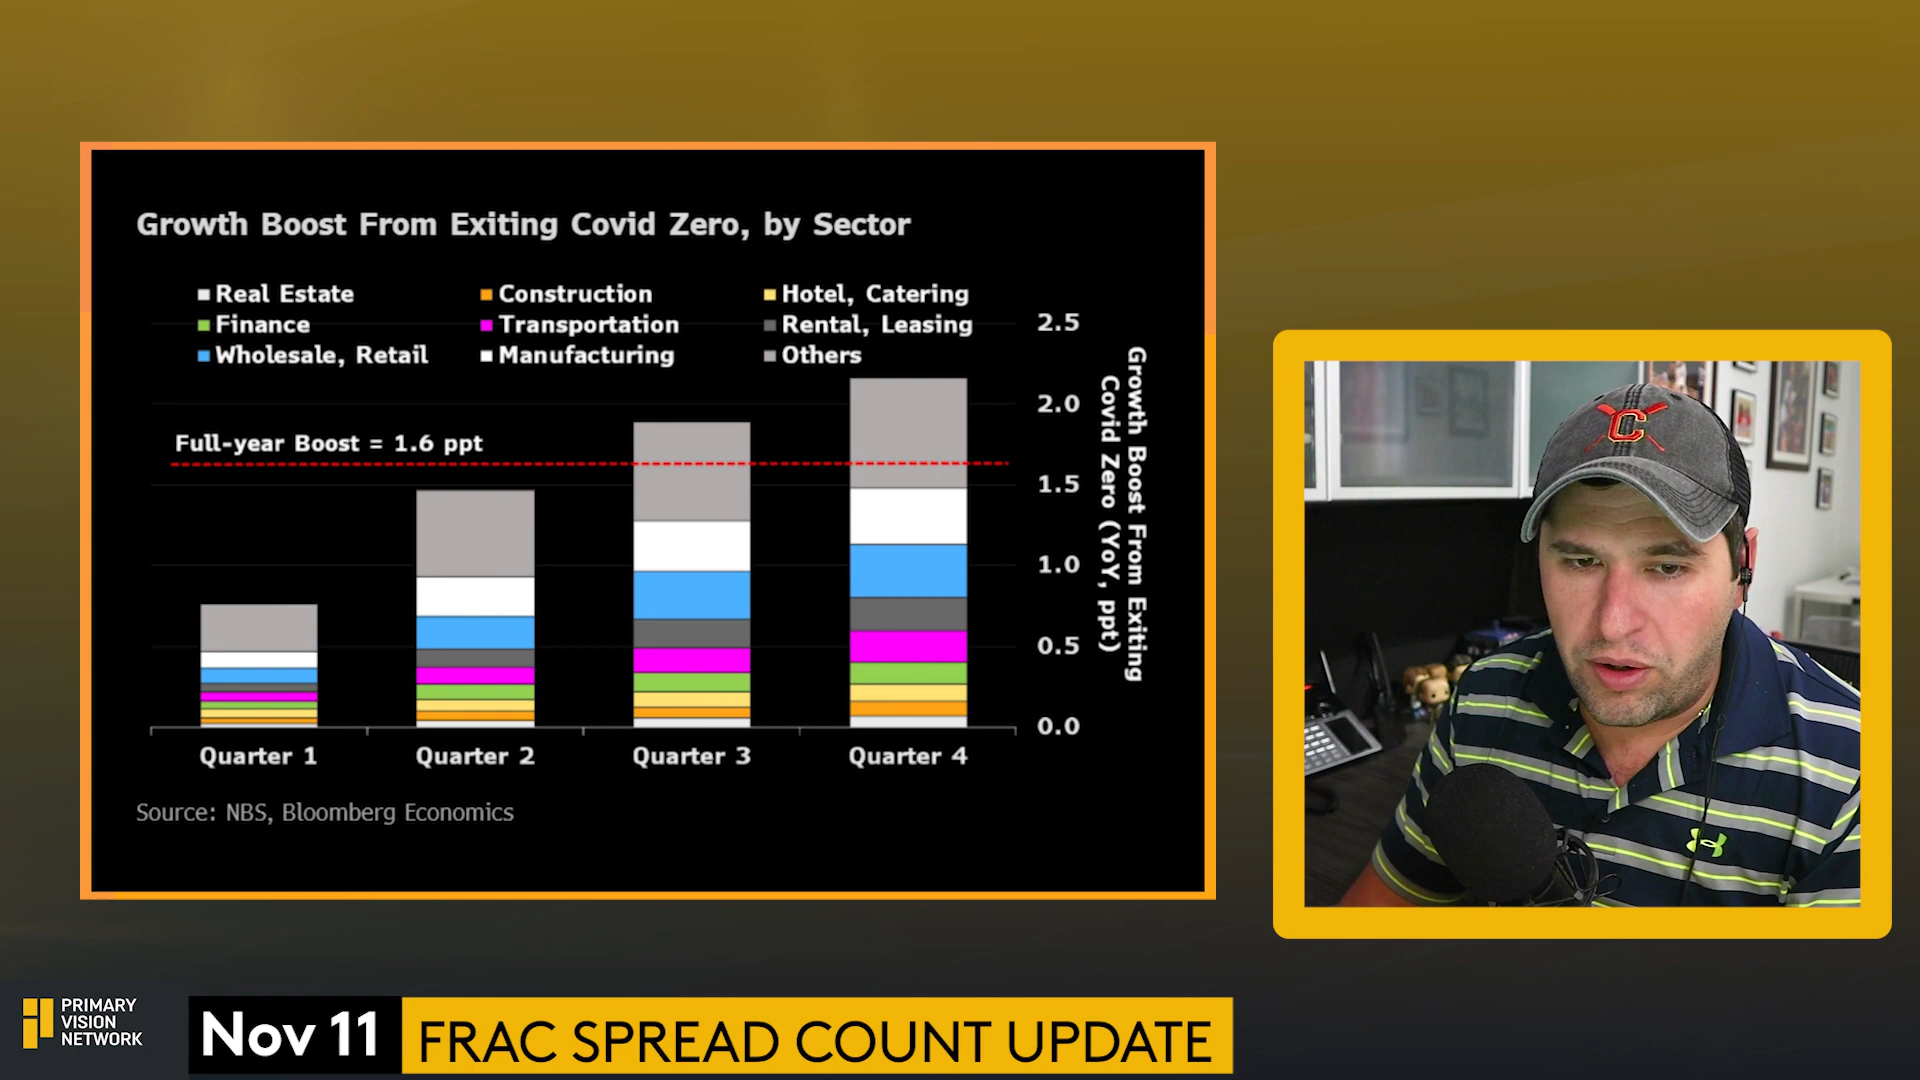 Growth Boost From Exiting Covid Zero, by Sector
Real Estate
Construction
Hotel, Catering
Finance
Transportation
Rental, Leasing
Wholesale, Retail
Manufacturing
Others
2.5
2.0
1.5
1.0
0.5
0.0
Growth Boost From Exiting
Covid Zero (YoY, ppt)
Full-year Boost = 1.6 ppt
Quarter 1
Quarter 2
Quarter 3
Quarter 4
Source: NBS, Bloomberg Economics
C
PRIMARY
VISION
NETWORK
Nov 11
FRAC SPREAD COUNT UPDATE